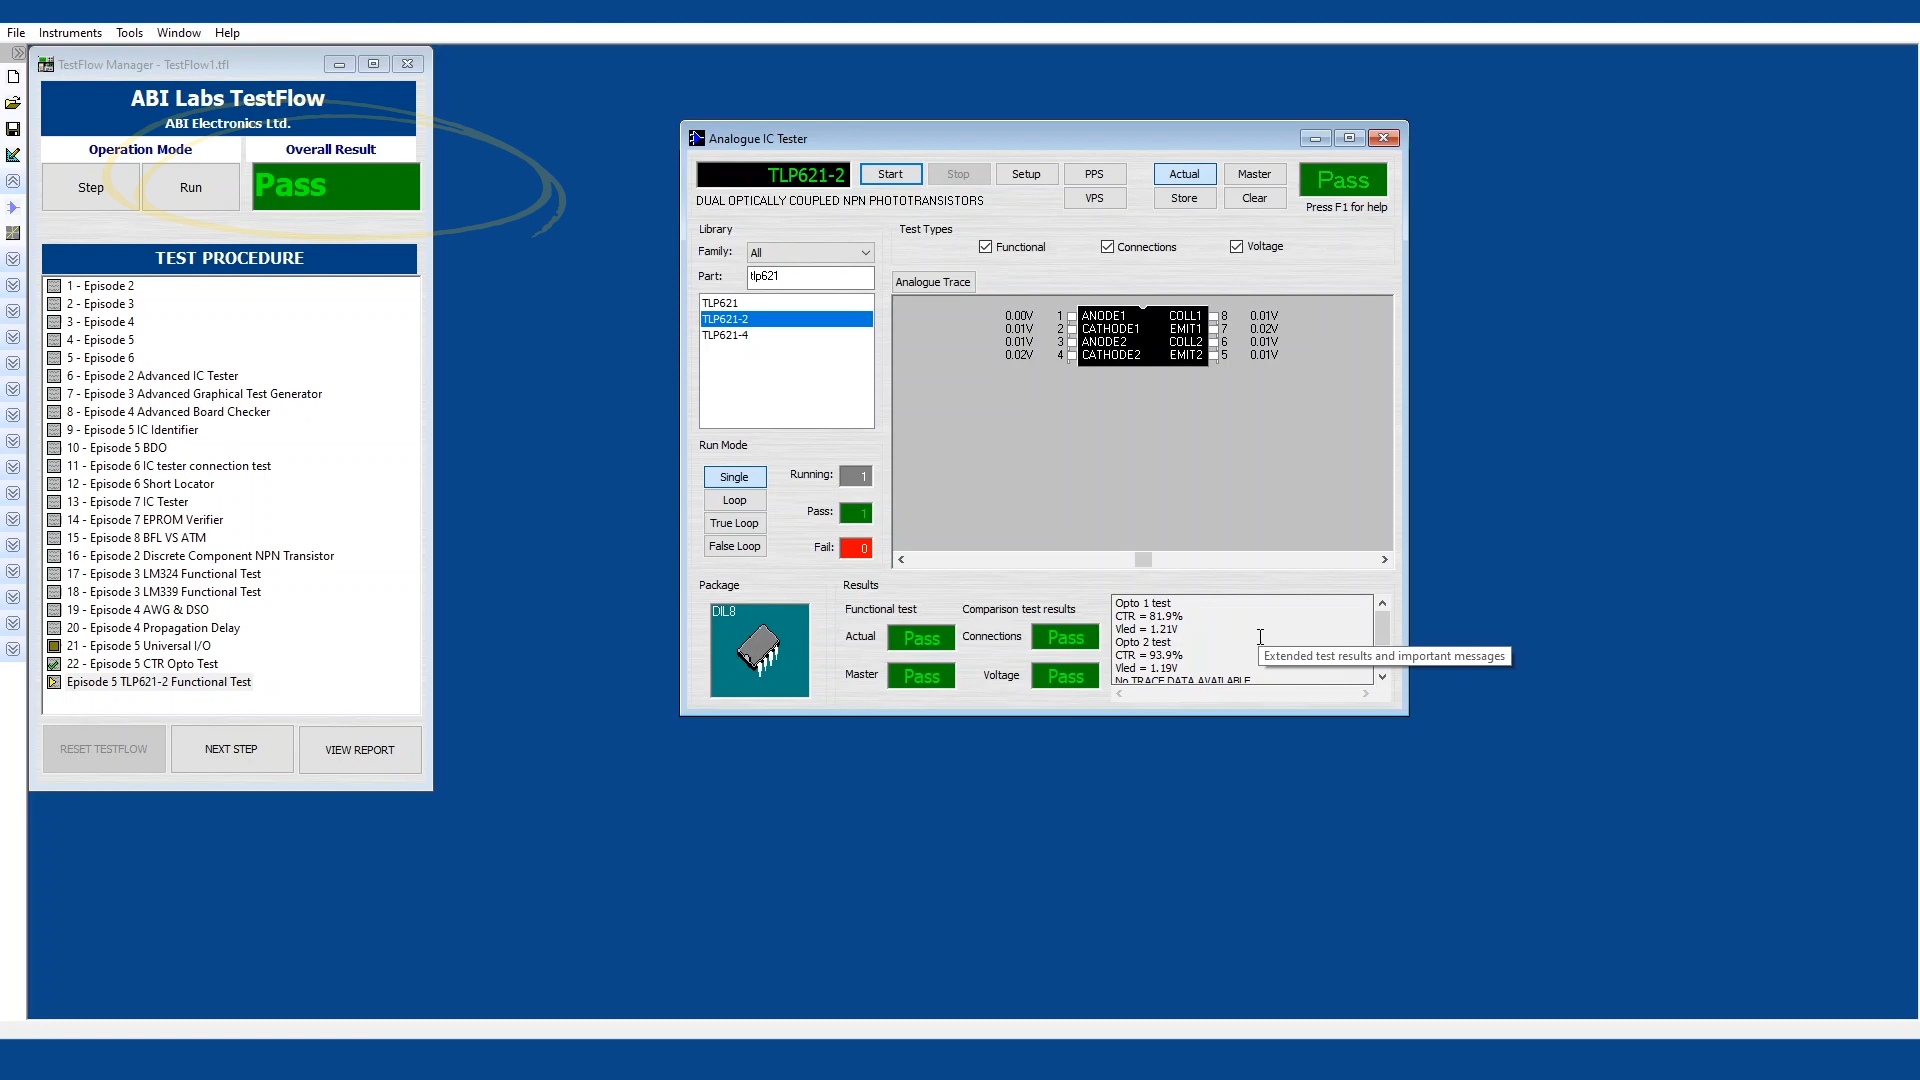 File Instruments Tools Window Help
TestFlow Manager - TestFlow1.tfl
ABI Labs TestFlow
ABI Electronics Ltd.
Operation Mode Overall Result
Step Run Pass
TEST PROCEDURE
1 - Episode 2
2 - Episode 3
3 - Episode 4
4 - Episode 5
5 - Episode 6
6 - Episode 2 Advanced IC Tester
7 - Episode 3 Advanced Graphical Test Generator
8 - Episode 4 Advanced Board Checker
9 - Episode 5 IC Identifier
10 - Episode 5 BDO
11 - Episode 6 IC tester connection test
12 - Episode 6 Short Locator
13 - Episode 7 IC Tester
14 - Episode 7 EPROM Verifier
15 - Episode 8 BFL VS ATM
16 - Episode 2 Discrete Component NPN Transistor
17 - Episode 3 LM324 Functional Test
18 - Episode 3 LM339 Functional Test
19 - Episode 4 AWG & DSO
20 - Episode 4 Propagation Delay
21 - Episode 5 Universal I/O
22 - Episode 5 CTR Opto Test
Episode 5 TLP621-2 Functional Test
RESET TESTFLOW NEXT STEP VIEW REPORT
Analogue IC Tester
TLP621-2 Start Stop Setup PPS Actual Master Pass
VPS Store Clear
DUAL OPTICALLY COUPLED NPN PHOTOTRANSISTORS
Press F1 for help
Library
Family: All
Part: tlp621
TLP621
TLP621-2
TLP621-4
Test Types
Functional Connections Voltage
Analogue Trace
0.00V 1 ANODE1 COLL1 8 0.01V
0.01V 2 CATHODE1 EMIT1 7 0.02V
0.01V 3 ANODE2 COLL2 6 0.01V
0.02V 4 CATHODE2 EMIT2 5 0.01V
Run Mode
Single Running: 1
Loop
Pass: 1
True Loop
False Loop Fail: 0
Package
DIL8
Results
Functional test Comparison test results
Actual Pass Connections Pass
Master Pass Voltage Pass
Opto 1 test
CTR = 81.9%
Vled = 1.21V
Opto 2 test
CTR = 93.9%
Vled = 1.19V
No TRACE DATA AVAILABLE
Extended test results and important messages